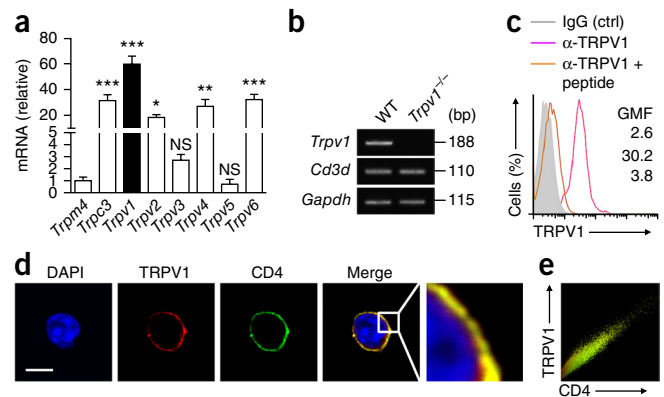 a
mRNA (relative)
80
60
40
20
5
4
3
2
1
0
***
***
*
NS
**
NS
***
Trpm4
Trpc3
Trpv1
Trpv2
Trpv3
Trpv4
Trpv5
Trpv6
b
WT
Trpv1–/–
(bp)
Trpv1
188
Cd3d
110
Gapdh
115
c
IgG (ctrl)
α-TRPV1
α-TRPV1 +
peptide
GMF
2.6
30.2
3.8
Cells (%)
TRPV1
d
DAPI
TRPV1
CD4
Merge
e
TRPV1
CD4